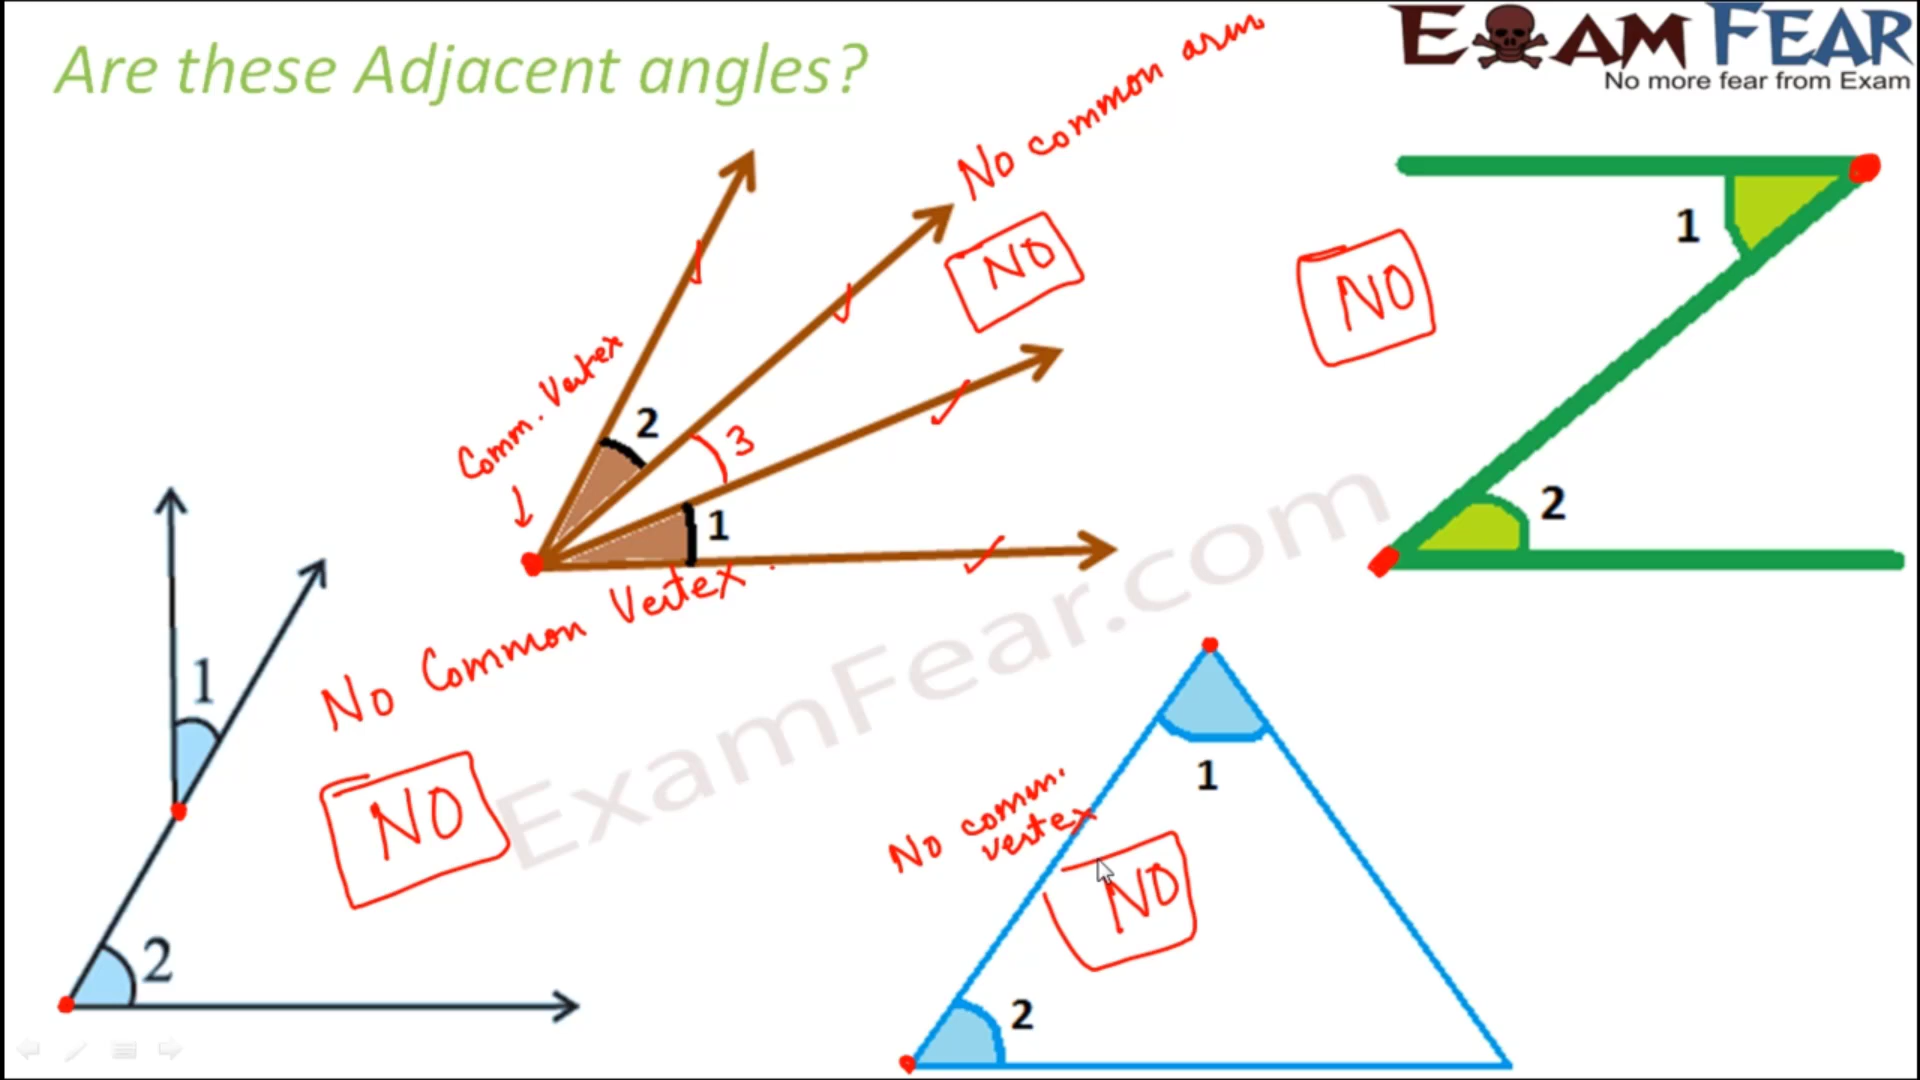 Are these Adjacent angles?
EXAM FEAR
No more fear from Exam
No common arm
NO
Comm. Vertex
2
3
1
1
NO
2
No Common Vertex
1
NO
2
1
No comm.
vertex
NO
2
ExamFear.com